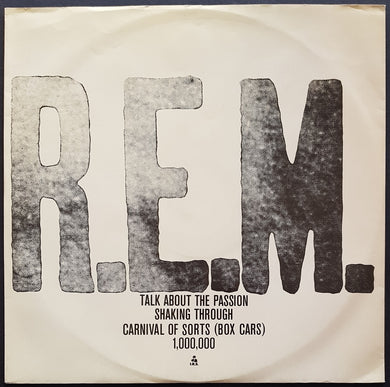 R.E.M.
TALK ABOUT THE PASSION
SHAKING THROUGH
CARNIVAL OF SORTS (BOX CARS)
1,000,000
I.R.S.